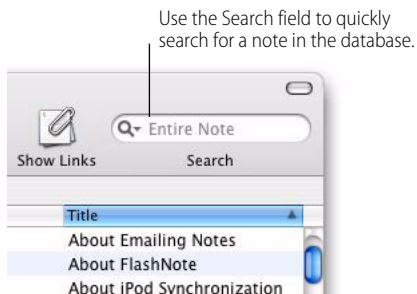 Use the Search field to quickly
search for a note in the database.
Entire Note
Show Links
Search
Title
About Emailing Notes
About FlashNote
About iPod Synchronization